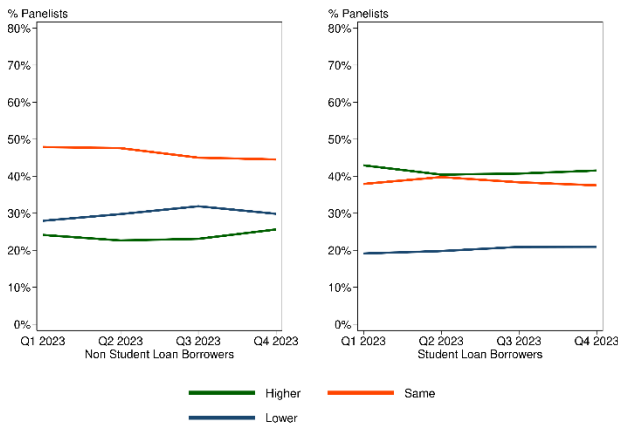 % Panelists
80%
70%
60%
50%
40%
30%
20%
10%
0%
Q1 2023 Q2 2023 Q3 2023 Q4 2023
Non Student Loan Borrowers
% Panelists
80%
70%
60%
50%
40%
30%
20%
10%
0%
Q1 2023 Q2 2023 Q3 2023 Q4 2023
Student Loan Borrowers
Higher Same
Lower